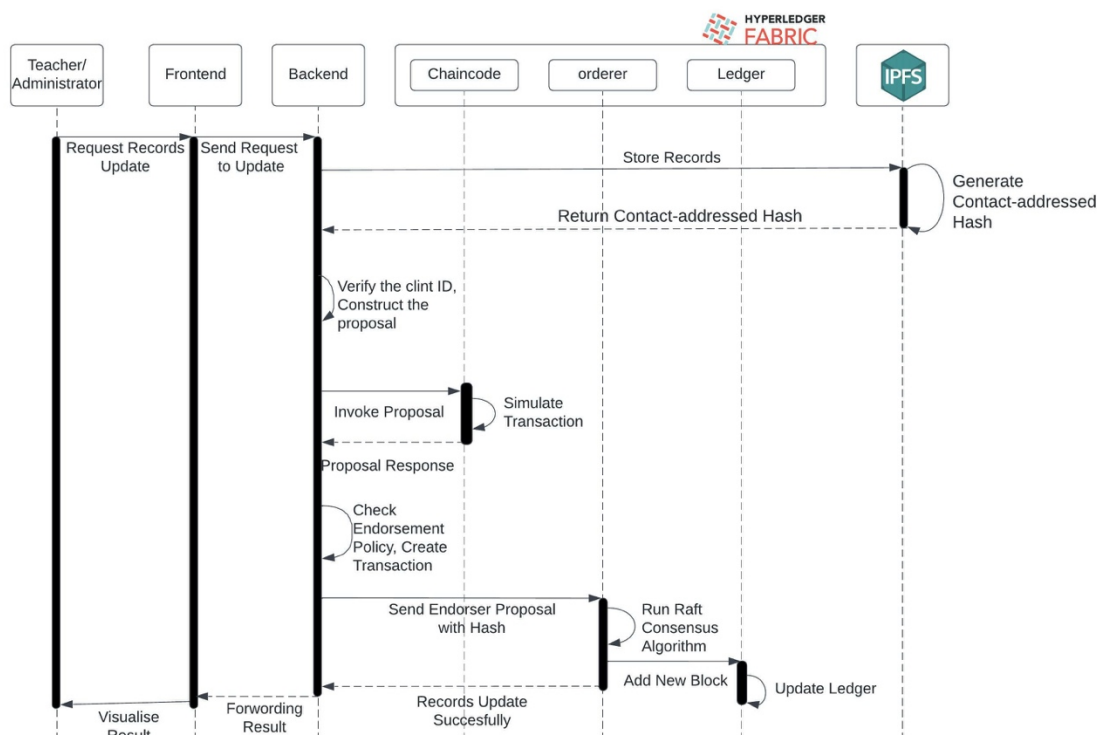 HYPERLEDGER
FABRIC
Teacher/
Administrator
Frontend
Backend
Chaincode
orderer
Ledger
IPFS
Request Records
Update
Send Request
to Update
Store Records
Generate
Contact-addressed
Hash
Return Contact-addressed Hash
Verify the clint ID,
Construct the
proposal
Invoke Proposal
Simulate
Transaction
Proposal Response
Check
Endorsement
Policy, Create
Transaction
Send Endorser Proposal
with Hash
Run Raft
Consensus
Algorithm
Add New Block
Update Ledger
Records Update
Succesfully
Forwording
Result
Visualise
Result